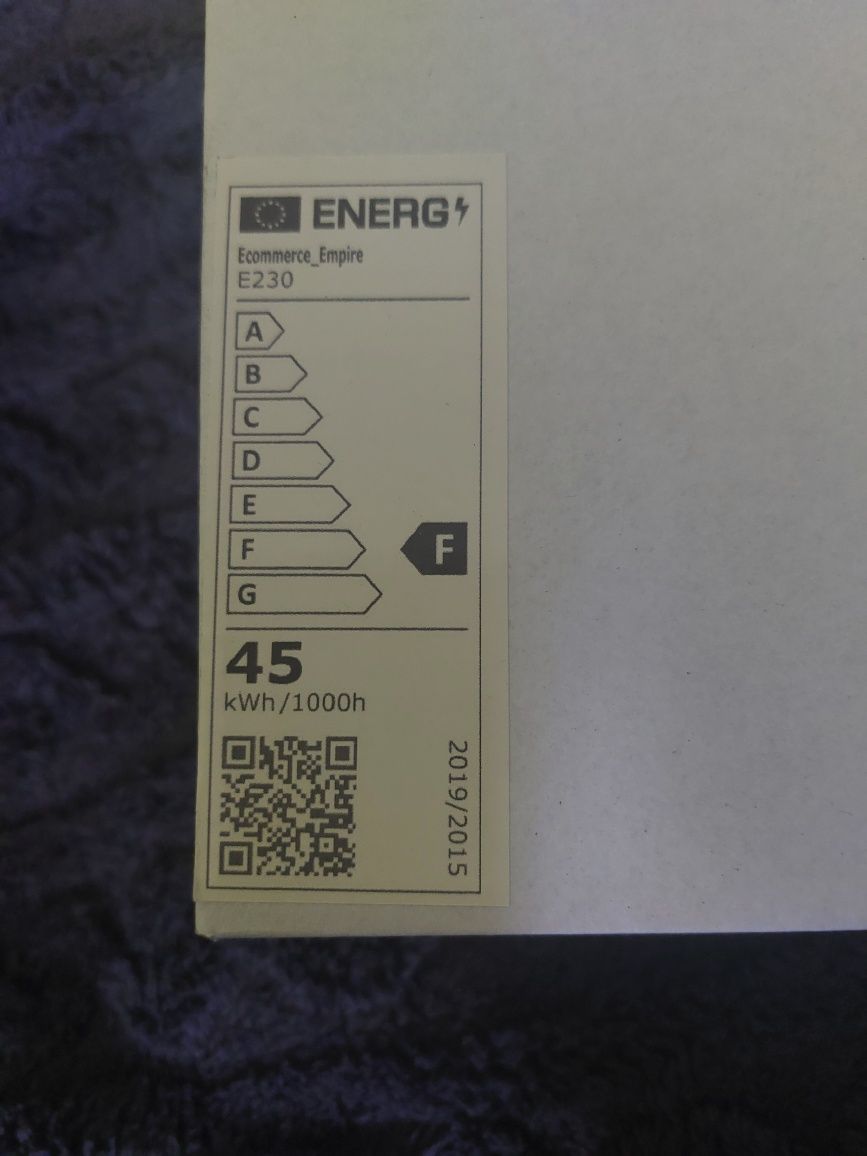 ENERG
Ecommerce_Empire
E230
A
B
C
D
E
F
F
G
45
kWh/1000h
2019/2015